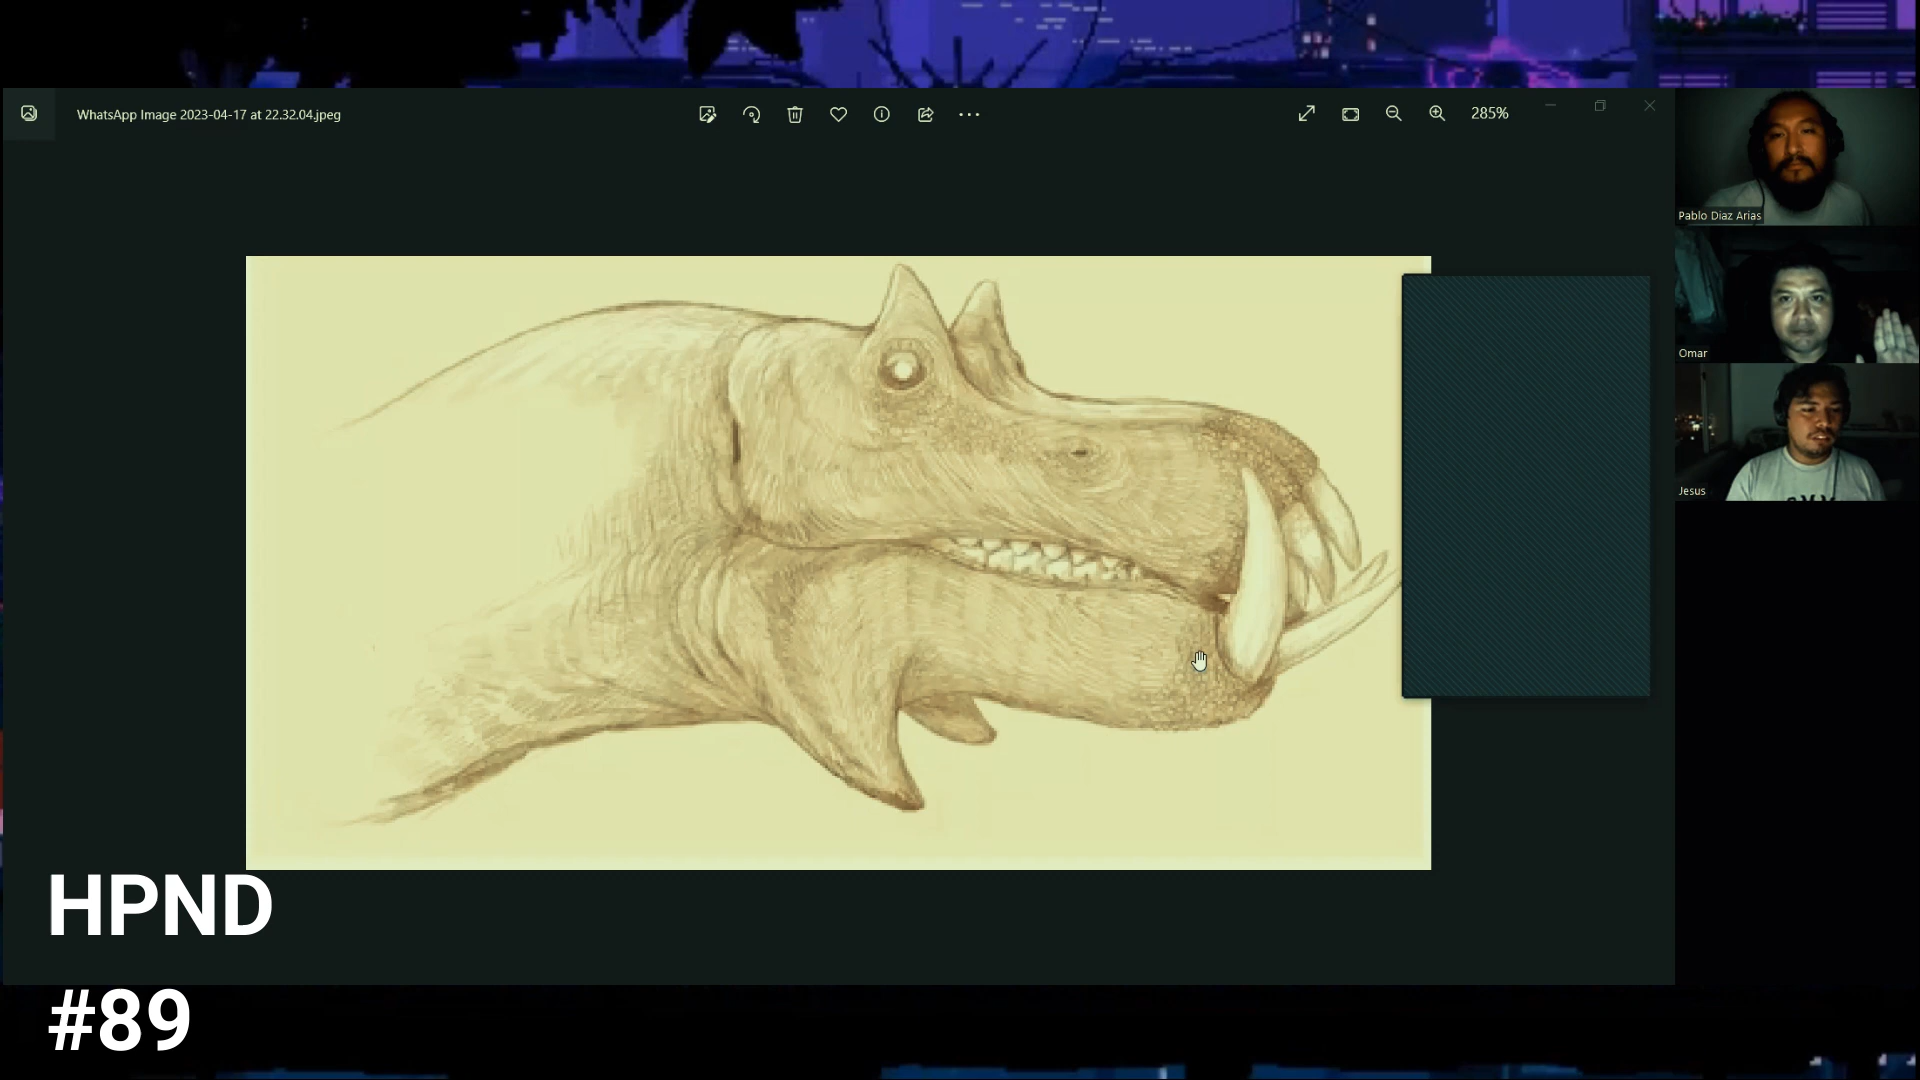 WhatsApp Image 2023-04-17 at 22.32.04.jpeg
285%
Pablo Diaz Arias
Omar
Jesus
HPND
#89